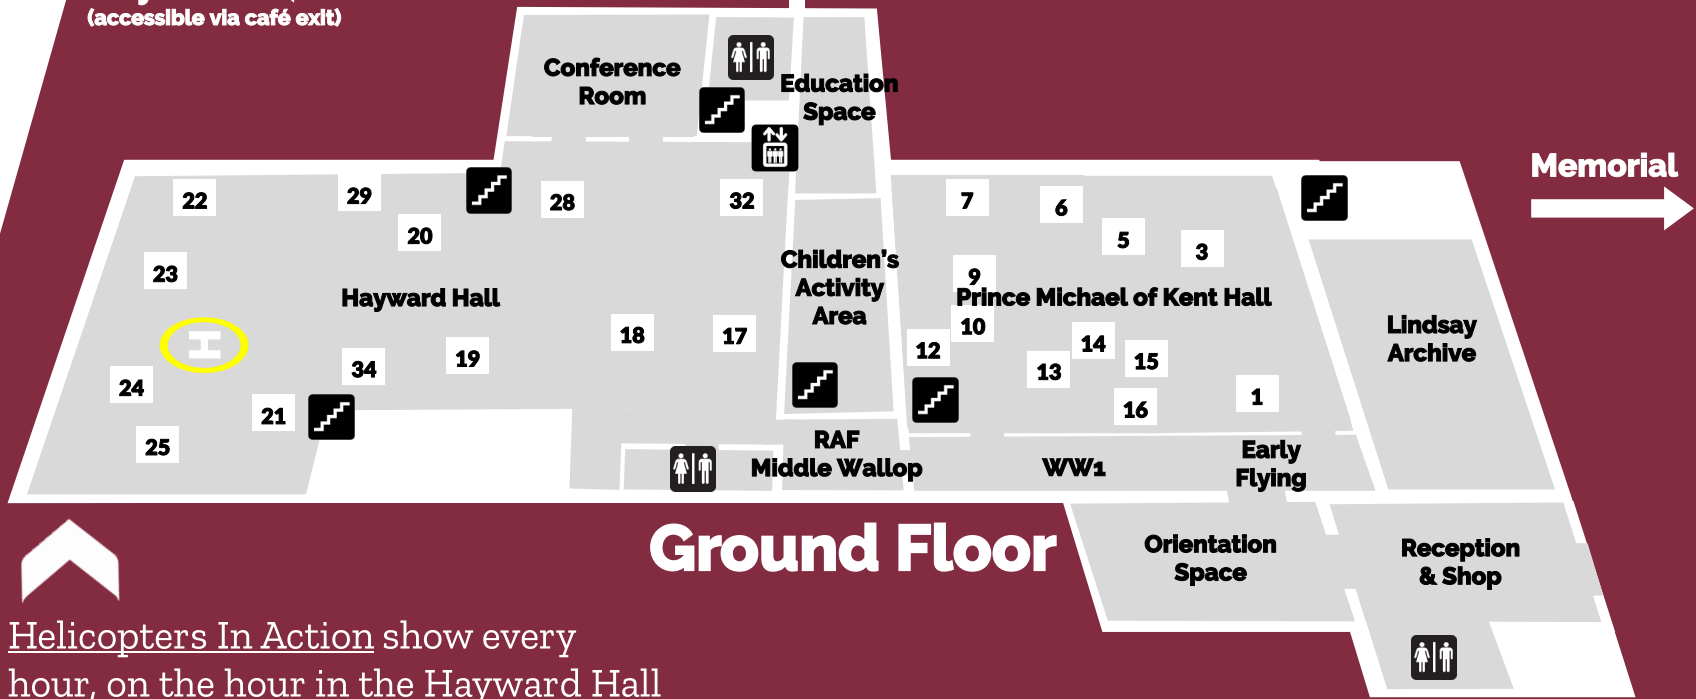 (accessible via café exit)
Conference
Room
Education
Space
Memorial
22
29
28
32
7
6
20
5
3
23
Hayward Hall
Children's
Activity
Area
9
Prince Michael of Kent Hall
10
Lindsay
Archive
H
18
17
12
14
34
19
13
15
24
21
16
1
25
RAF
Middle Wallop
WW1
Early
Flying
Ground Floor
Orientation
Space
Reception
& Shop
Helicopters In Action show every
hour, on the hour in the Hayward Hall